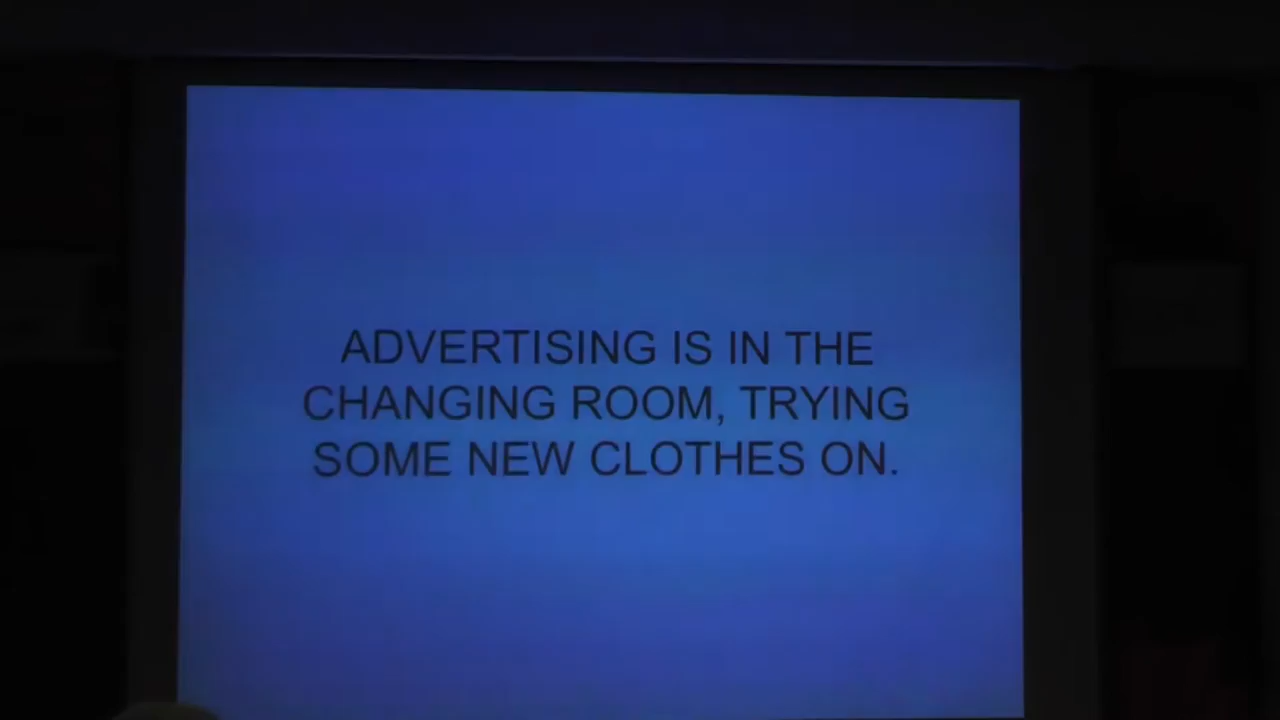 ADVERTISING IS IN THE
CHANGING ROOM, TRYING
SOME NEW CLOTHES ON.